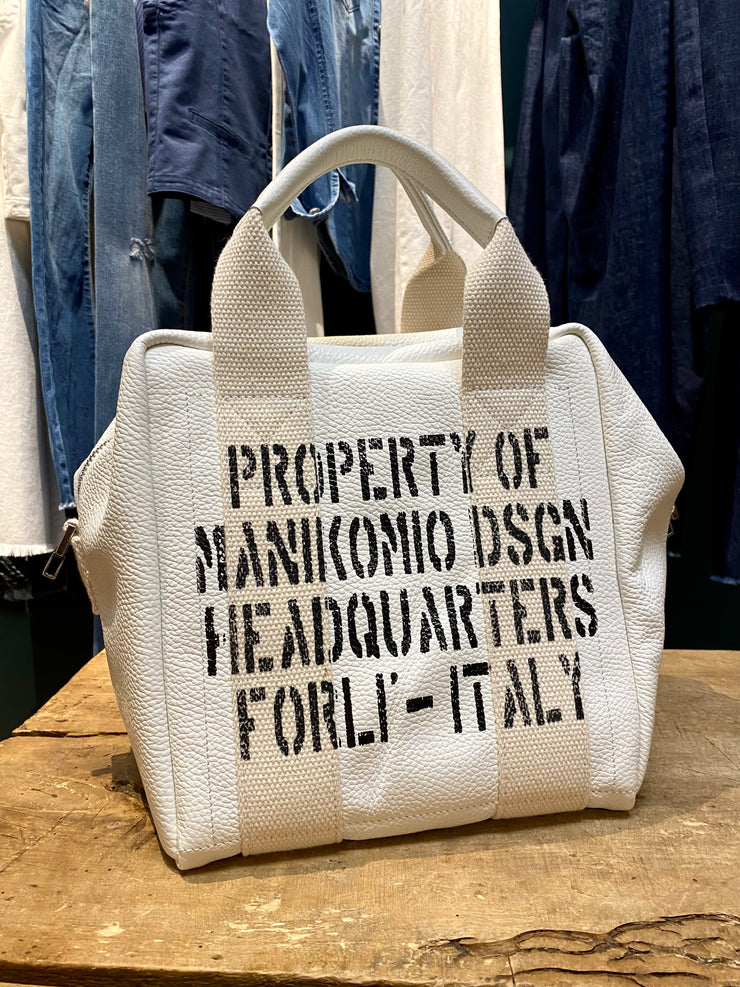 PROPERTY OF
MANIKOMIO DSGN
HEADQUARTERS
FORLI'-ITALY